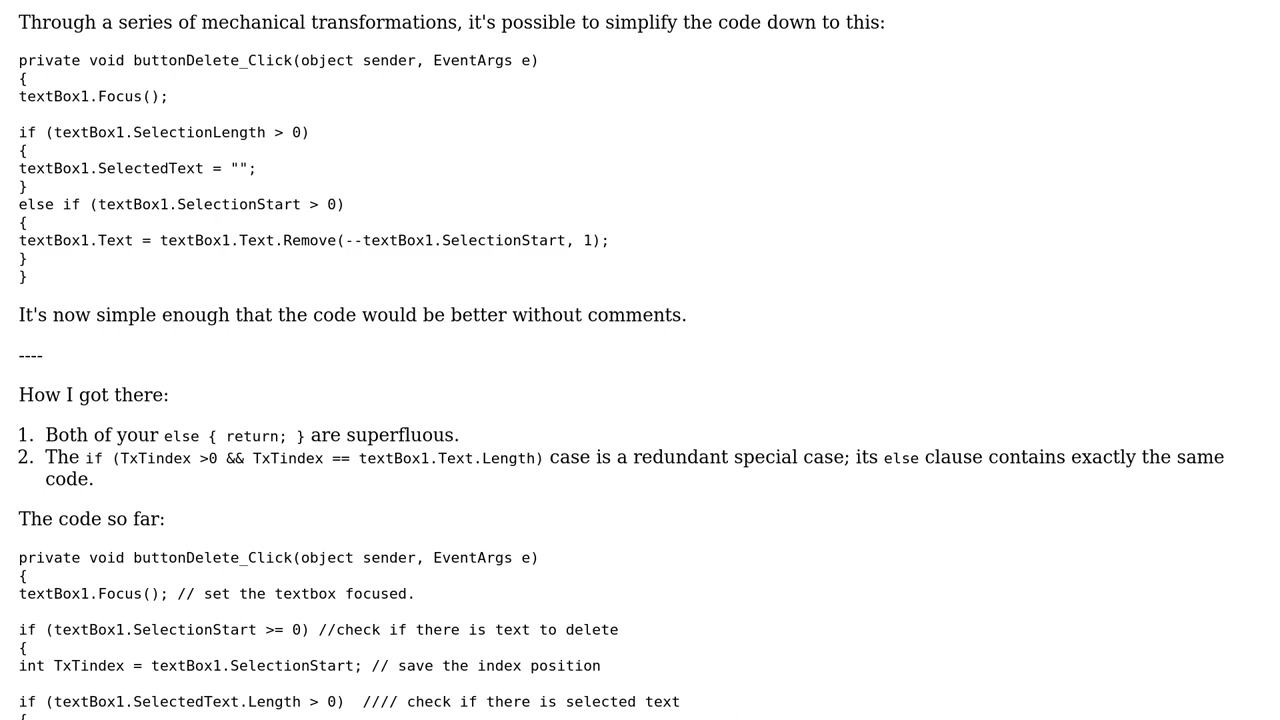 Through a series of mechanical transformations, it's possible to simplify the code down to this:
private void buttonDelete_Click(object sender, EventArgs e)
{
textBox1.Focus();
if (textBox1.SelectionLength > 0)
{
textBox1.SelectedText = "";
}
else if (textBox1.SelectionStart > 0)
{
textBox1.Text = textBox1.Text.Remove(--textBox1.SelectionStart, 1);
}
}
It's now simple enough that the code would be better without comments.
----
How I got there:
1. Both of your else { return; } are superfluous.
2. The if (TxTindex >0 && TxTindex == textBox1.Text.Length) case is a redundant special case; its else clause contains exactly the same
code.
The code so far:
private void buttonDelete_Click(object sender, EventArgs e)
{
textBox1.Focus(); // set the textbox focused.
if (textBox1.SelectionStart >= 0) //check if there is text to delete
{
int TxTindex = textBox1.SelectionStart; // save the index position
if (textBox1.SelectedText.Length > 0)  //// check if there is selected text
{